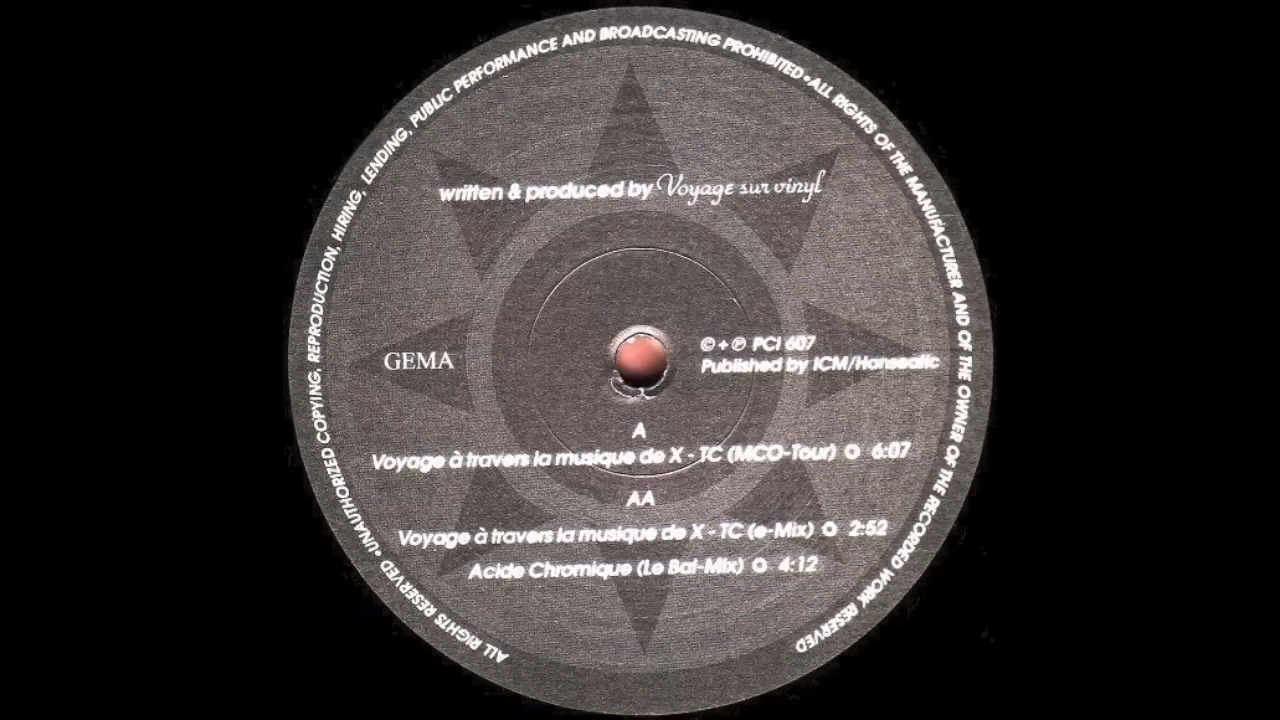 ALL RIGHTS RESERVED • UNAUTHORIZED COPYING, REPRODUCTION, HIRING, LENDING, PUBLIC PERFORMANCE AND BROADCASTING PROHIBITED • ALL RIGHTS OF THE MANUFACTURER AND OF THE OWNER OF THE RECORDED WORK RESERVED
written & produced by Voyage sur vinyl
GEMA
© + ℗ PCI 607
Published by ICM/Hanseatic
A
Voyage à travers la musique de X - TC (MCO-Tour) O 6:07
AA
Voyage à travers la musique de X - TC (e-Mix) O 2:52
Acide Chromique (Le Bal-Mix) O 4:12